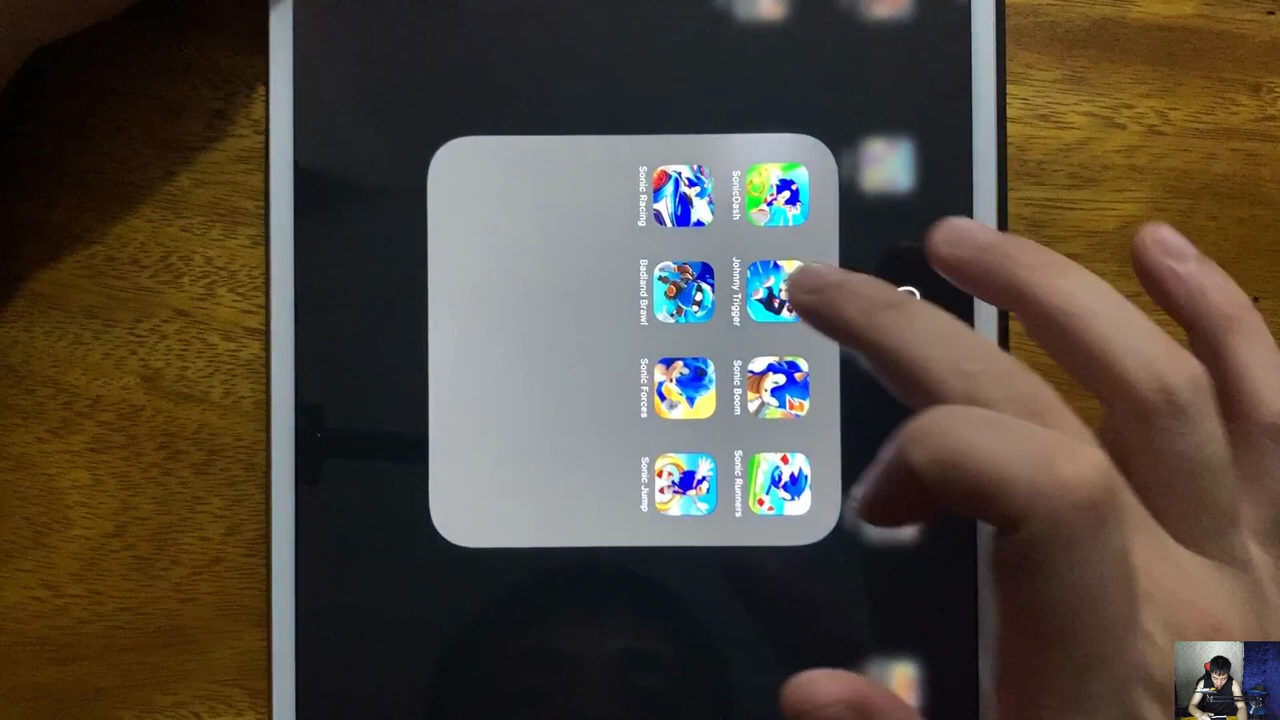 SonicDash
Johnny Trigger
Sonic Boom
Sonic Runners
Sonic Racing
Badland Brawl
Sonic Forces
Sonic Jump